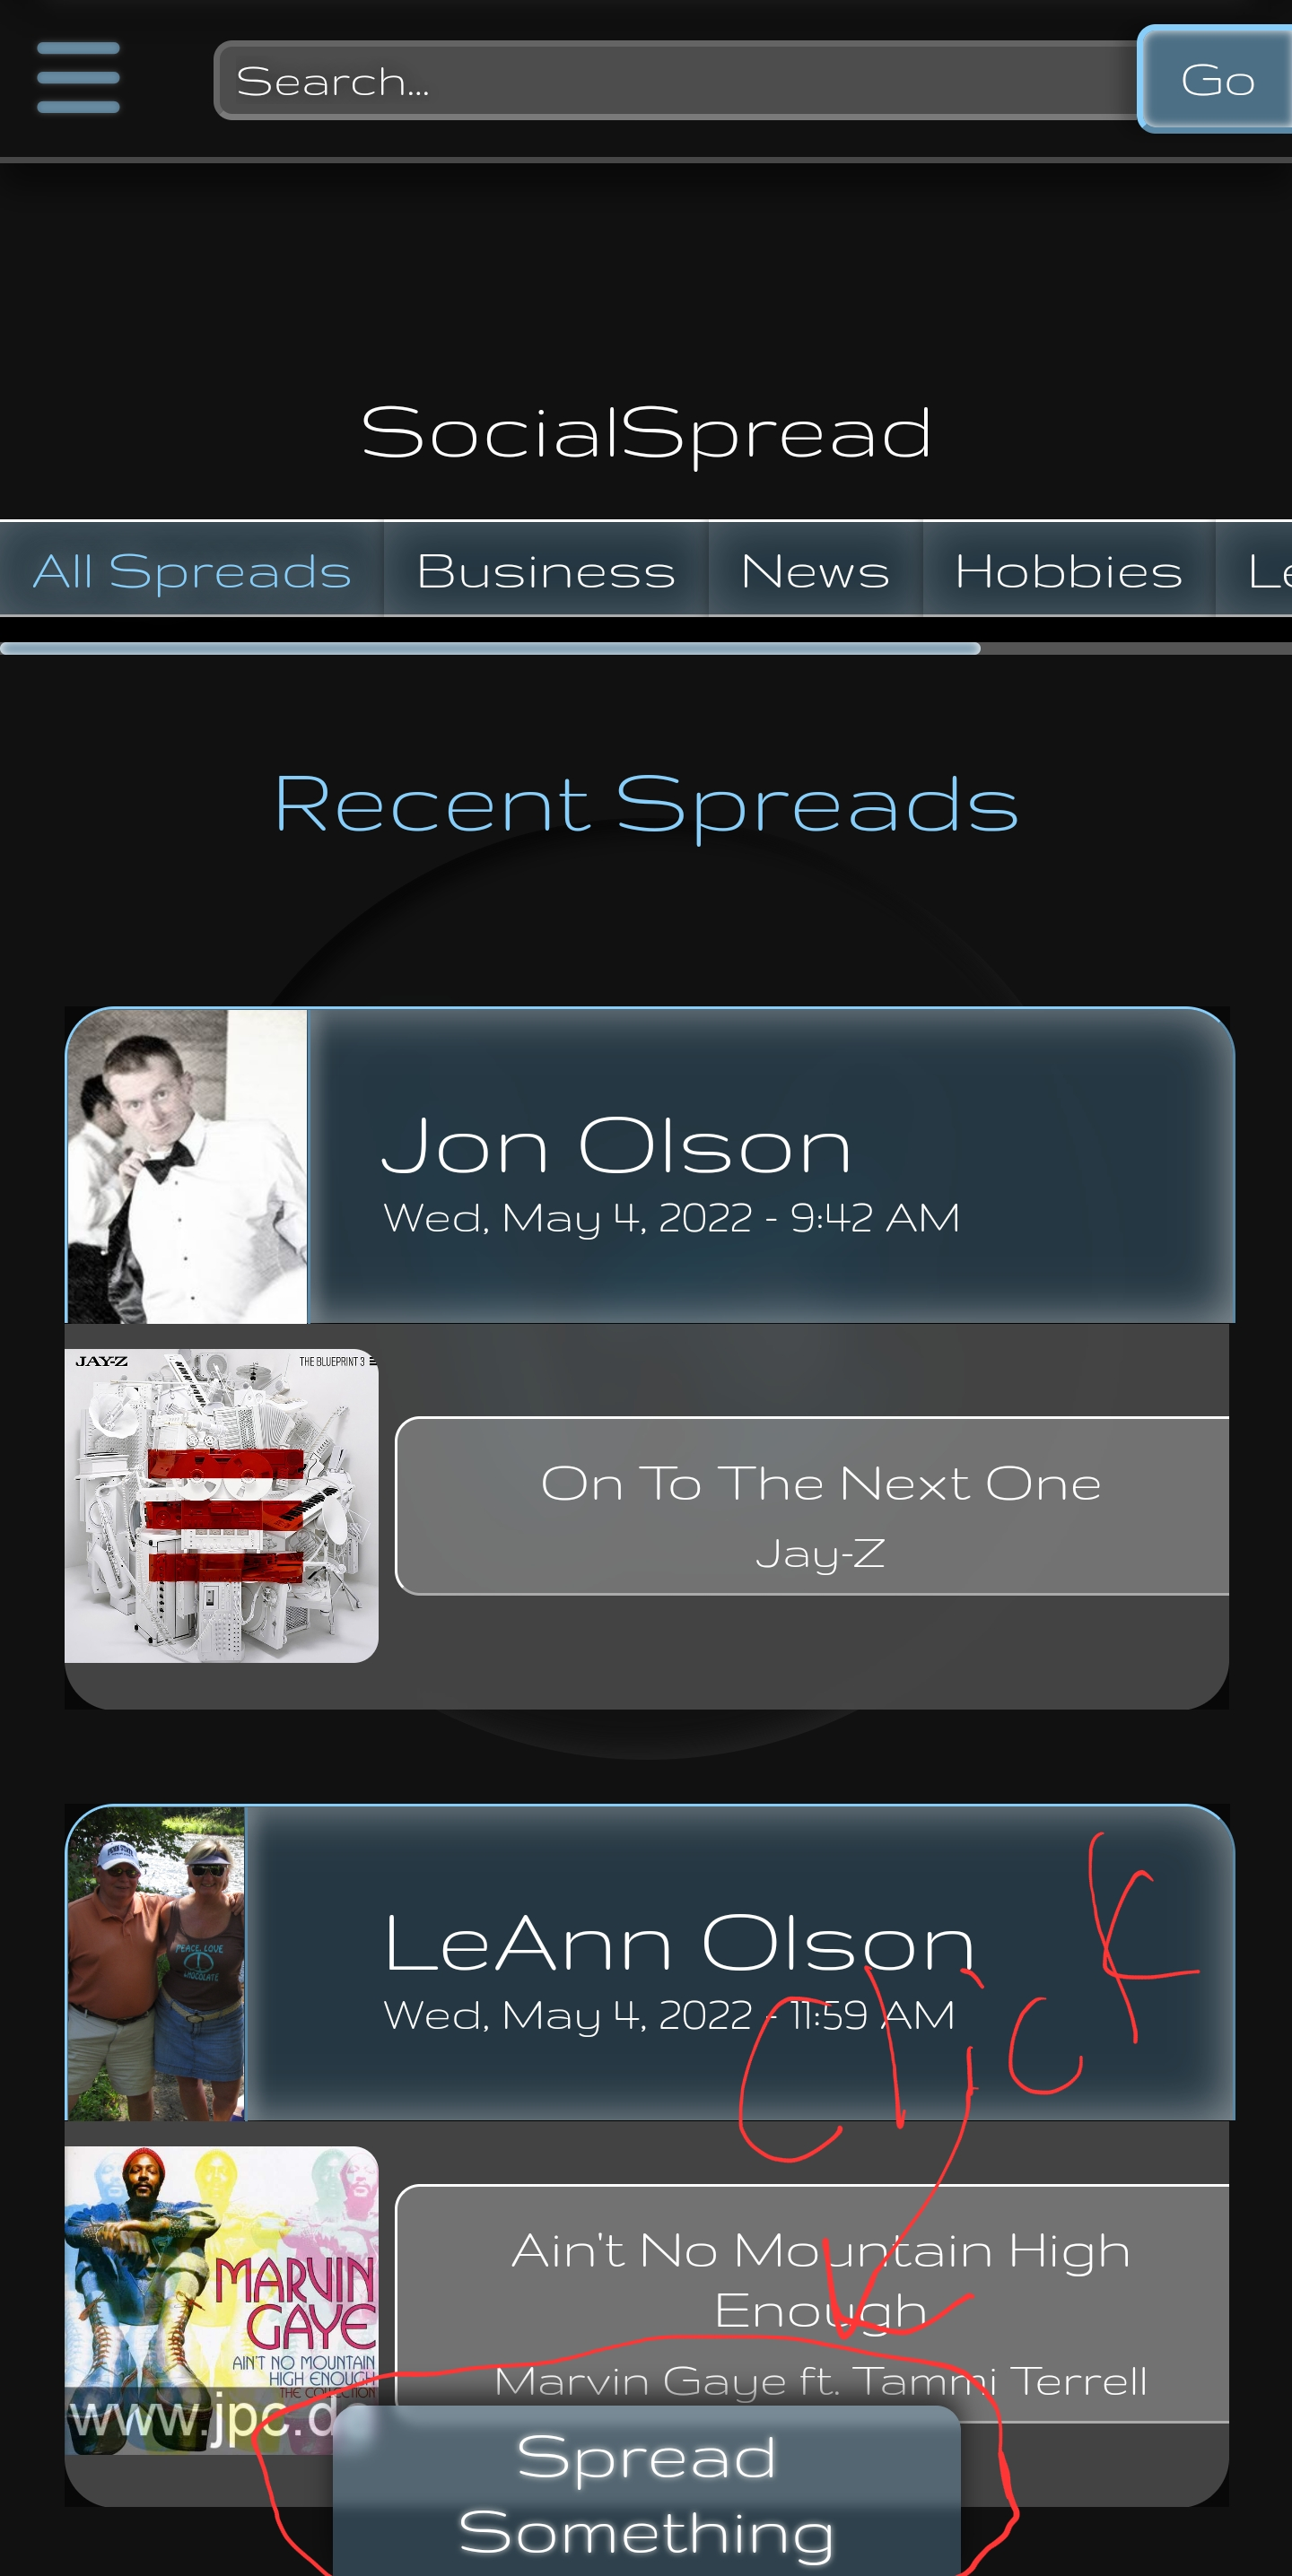 Search...
Go
SocialSpread
All Spreads Business News Hobbies Le
Recent Spreads
Jon Olson
Wed, May 4, 2022 - 9:42 AM
JAY-Z THE BLUEPRINT 3
On To The Next One
Jay-Z
LeAnn Olson
Wed, May 4, 2022 - 11:59 AM
PEACE, LOVE
CHOCOLATE
Click
Ain't No Mountain High
Enough
Marvin Gaye ft. Tammi Terrell
MARVIN
GAYE
AIN'T NO MOUNTAIN
HIGH ENOUGH
THE COLLECTION
www.jpc.d
Spread
Something